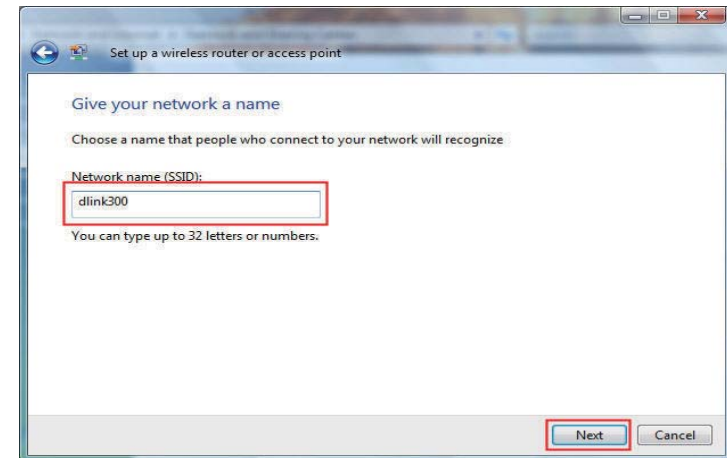 Set up a wireless router or access point
Give your network a name
Choose a name that people who connect to your network will recognize
Network name (SSID):
dlink300
You can type up to 32 letters or numbers.
Next Cancel